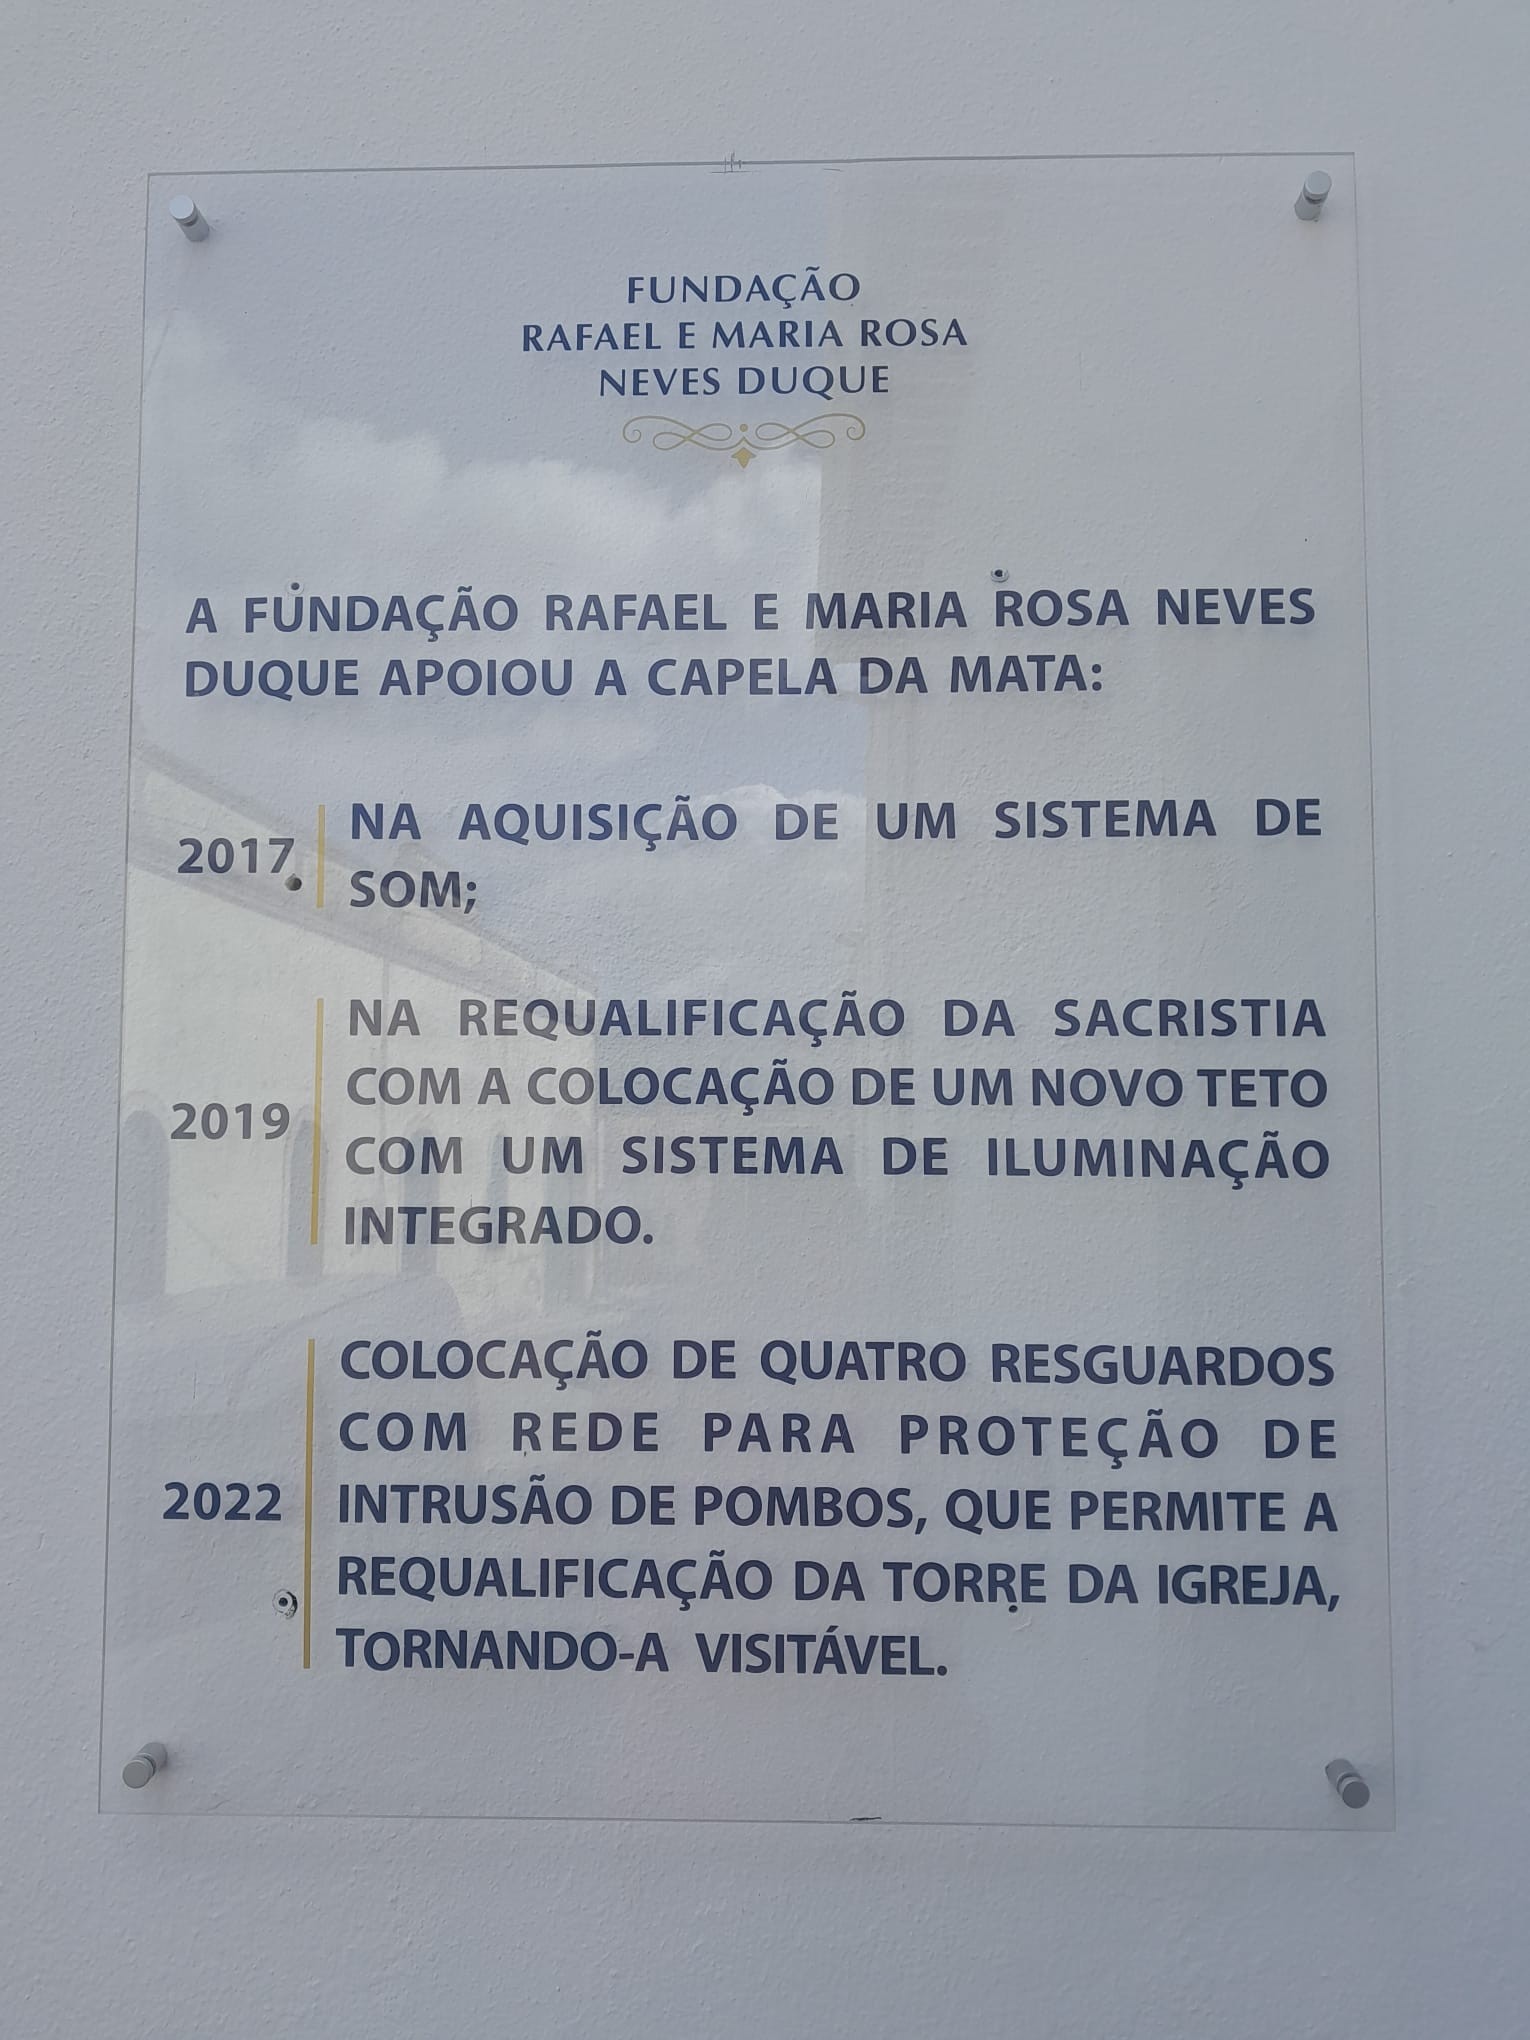 FUNDAÇÃO
RAFAEL E MARIA ROSA
NEVES DUQUE
A FUNDAÇÃO RAFAEL E MARIA ROSA NEVES
DUQUE APOIOU A CAPELA DA MATA:
2017
NA AQUISIÇÃO DE UM SISTEMA DE
SOM;
2019
NA REQUALIFICAÇÃO DA SACRISTIA
COM A COLOCAÇÃO DE UM NOVO TETO
COM UM SISTEMA DE ILUMINAÇÃO
INTEGRADO.
2022
COLOCAÇÃO DE QUATRO RESGUARDOS
COM REDE PARA PROTEÇÃO DE
INTRUSÃO DE POMBOS, QUE PERMITE A
REQUALIFICAÇÃO DA TORRE DA IGREJA,
TORNANDO-A VISITÁVEL.